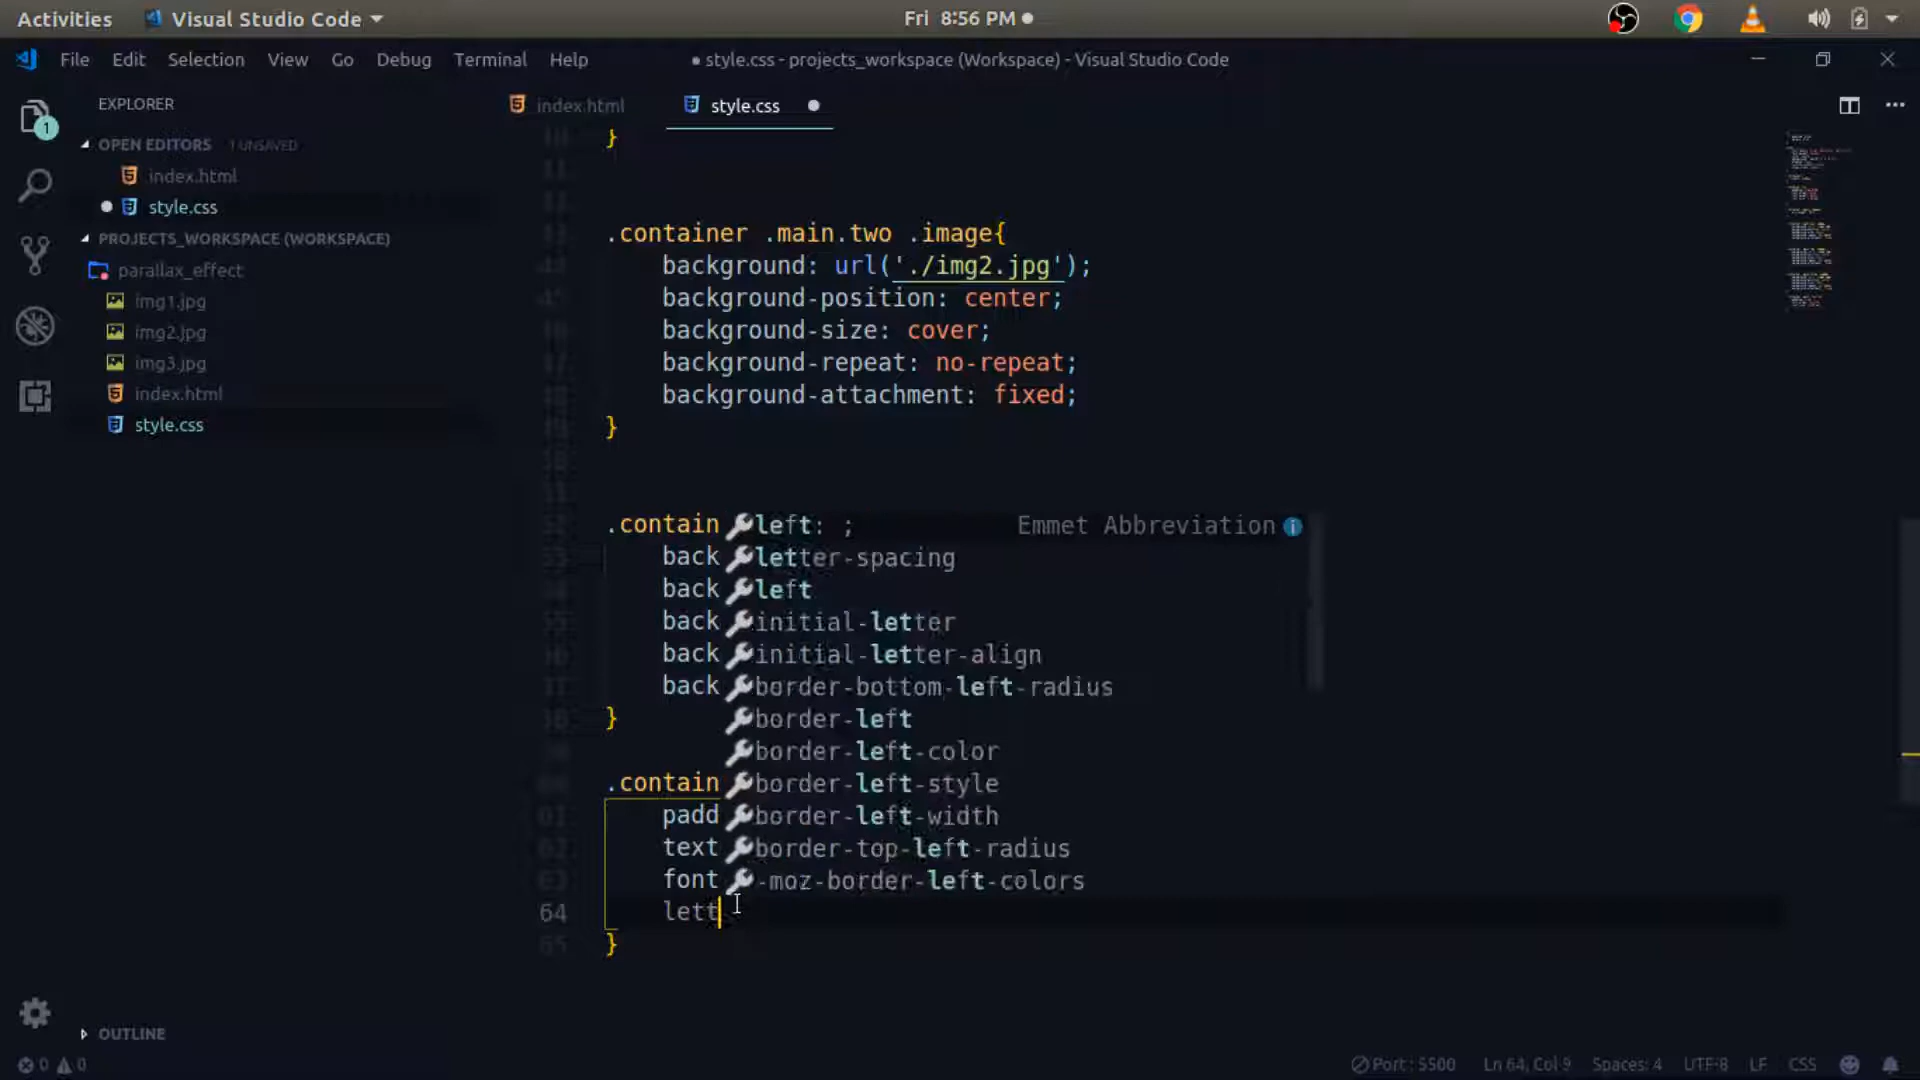 Activities
Visual Studio Code
Fri 8:56 PM
File Edit Selection View Go Debug Terminal Help
● style.css - projects_workspace (Workspace) - Visual Studio Code
EXPLORER
1
OPEN EDITORS 1 UNSAVED
index.html
style.css
PROJECTS_WORKSPACE (WORKSPACE)
parallax_effect
img1.jpg
img2.jpg
img3.jpg
index.html
style.css
OUTLINE
index.html
style.css
}
.container .main.two .image{
background: url('./img2.jpg');
background-position: center;
background-size: cover;
background-repeat: no-repeat;
background-attachment: fixed;
}
.contain
back
back
back
back
back
}
.contain
padd
text
font
64 lett
65 }
left: ; Emmet Abbreviation
letter-spacing
left
initial-letter
initial-letter-align
border-bottom-left-radius
border-left
border-left-color
border-left-style
border-left-width
border-top-left-radius
-moz-border-left-colors
0 0
Port : 5500 Ln 64, Col 9 Spaces: 4 UTF-8 LF CSS